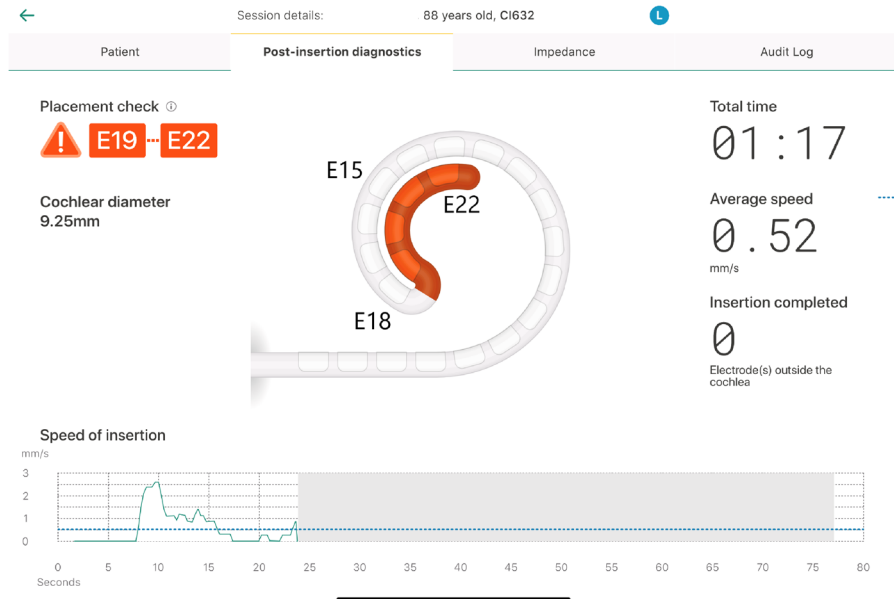 Session details: 88 years old, CI632 L
Patient Post-insertion diagnostics Impedance Audit Log
Placement check
E19 E22
Cochlear diameter
9.25mm
E15
E22
E18
Total time
01:17
Average speed
0.52
mm/s
Insertion completed
0
Electrode(s) outside the
cochlea
Speed of insertion
mm/s
3
2
1
0
0 5 10 15 20 25 30 35 40 45 50 55 60 65 70 75 80
Seconds